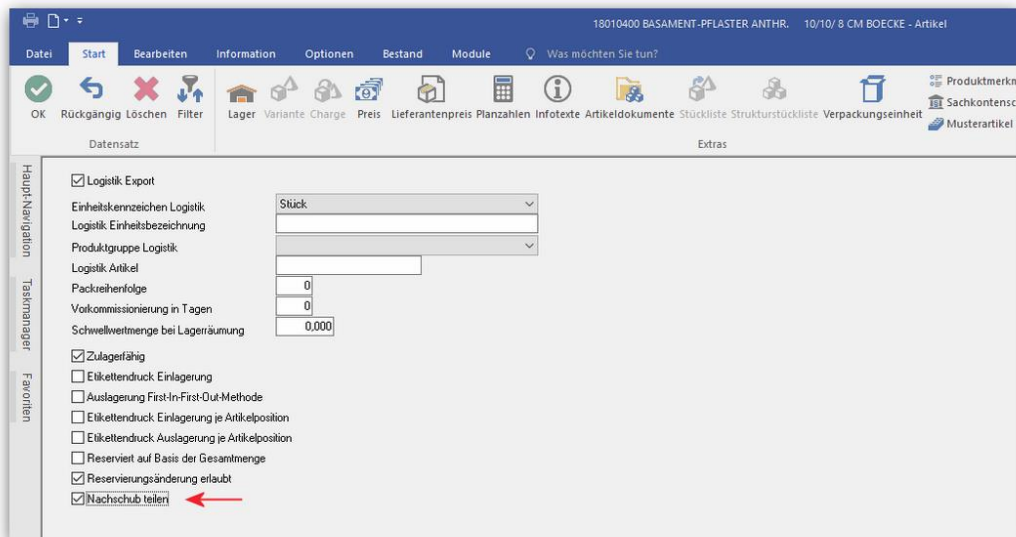 18010400 BASAMENT-PFLASTER ANTHR. 10/10/ 8 CM BOECKE - Artikel
Datei Start Bearbeiten Information Optionen Bestand Module Was möchten Sie tun?
OK Rückgängig Löschen Filter Lager Variante Charge Preis Lieferantenpreis Planzahlen Infotexte Artikeldokumente Stückliste Strukturstückliste Verpackungseinheit
Produktmerkm
Sachkontensc
Musterartikel
Datensatz Extras
Haupt-Navigation
Taskmanager
Favoriten
Logistik Export
Einheitskennzeichen Logistik Stück
Logistik Einheitsbezeichnung
Produktgruppe Logistik
Logistik Artikel
Packreihenfolge 0
Vorkommissionierung in Tagen 0
Schwellwertmenge bei Lagerräumung 0,000
Zulagerfähig
Etikettendruck Einlagerung
Auslagerung First-In-First-Out-Methode
Etikettendruck Einlagerung je Artikelposition
Etikettendruck Auslagerung je Artikelposition
Reserviert auf Basis der Gesamtmenge
Reservierungsänderung erlaubt
Nachschub teilen